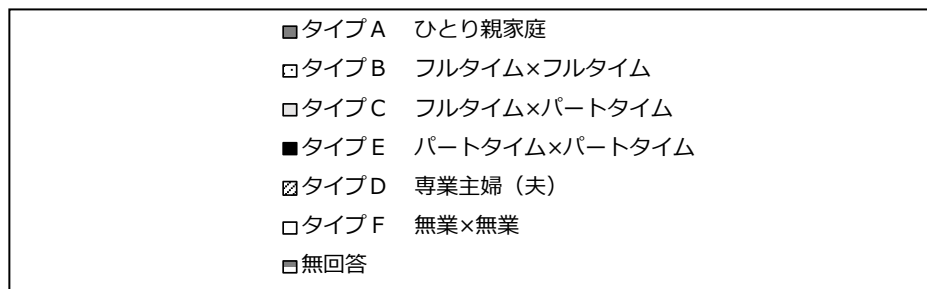 タイプA ひとり親家庭
タイプB フルタイム×フルタイム
タイプC フルタイム×パートタイム
タイプE パートタイム×パートタイム
タイプD 専業主婦（夫）
タイプF 無業×無業
無回答